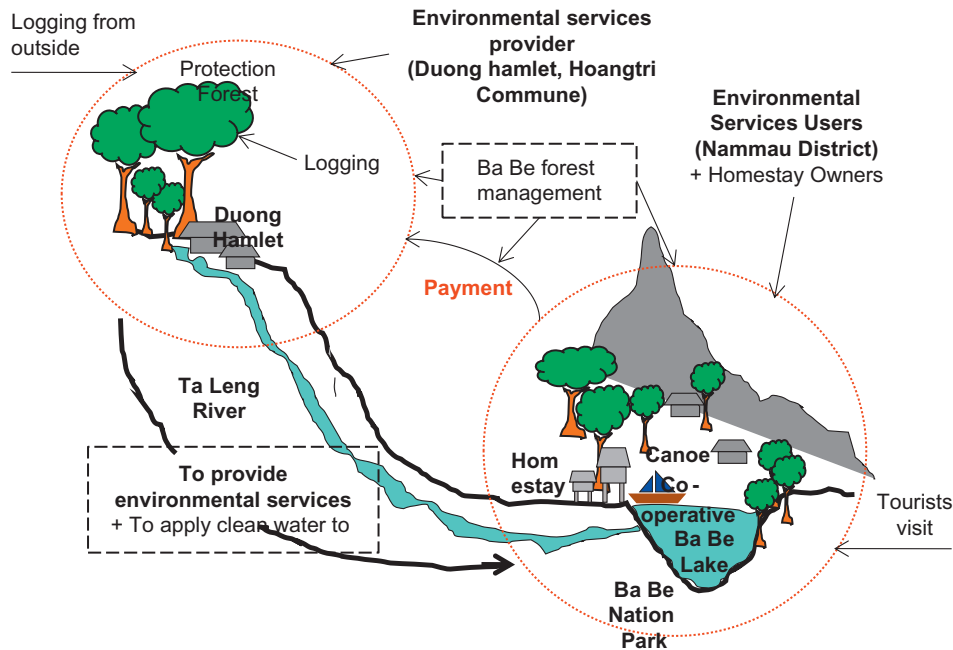 Logging from
outside
Environmental services
provider
(Duong hamlet, Hoangtri
Commune)
Protection
Forest
Logging
Ba Be forest
management
Environmental
Services Users
(Nammau District)
+ Homestay Owners
Duong
Hamlet
Payment
Ta Leng
River
To provide
environmental services
+ To apply clean water to
Hom
estay
Canoe
Co -
operative
Ba Be
Lake
Tourists
visit
Ba Be
Nation
Park